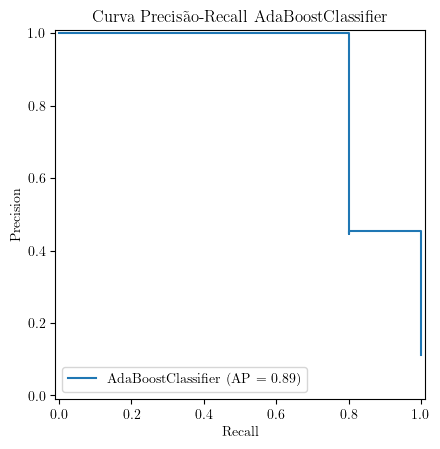 Curva Precisão-Recall AdaBoostClassifier
1.0
0.8
0.6
0.4
0.2
0.0
Precision
AdaBoostClassifier (AP = 0.89)
0.0 0.2 0.4 0.6 0.8 1.0
Recall